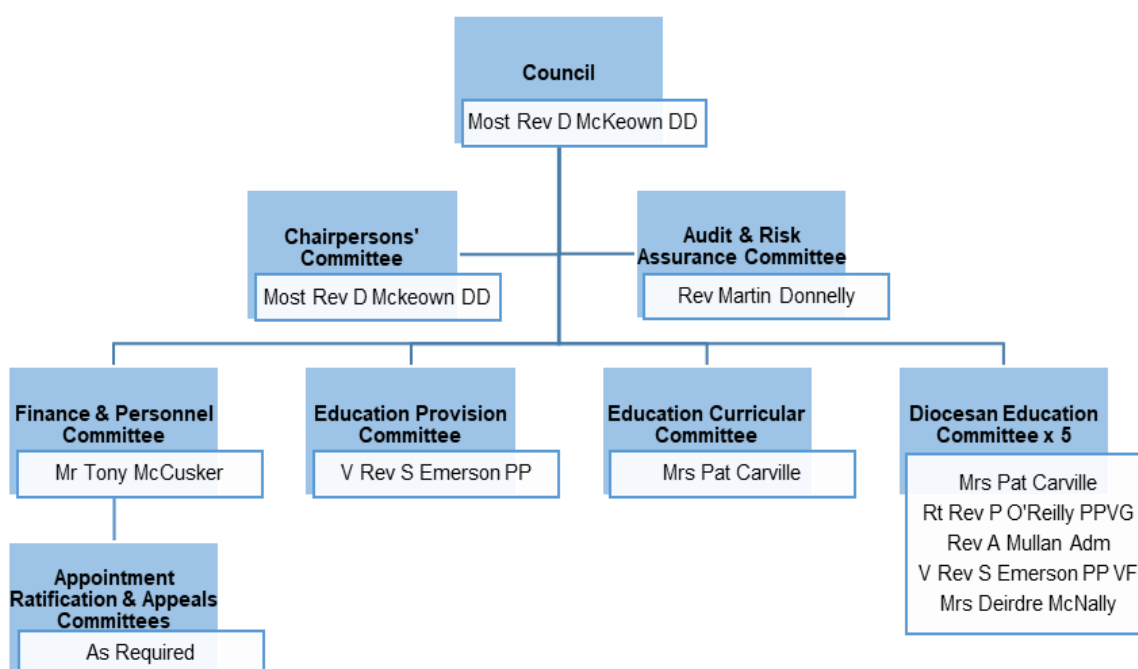 Council
Most Rev D McKeown DD
Chairpersons'
Committee
Most Rev D Mckeown DD
Audit & Risk
Assurance Committee
Rev Martin Donnelly
Finance & Personnel
Committee
Mr Tony McCusker
Education Provision
Committee
V Rev S Emerson PP
Education Curricular
Committee
Mrs Pat Carville
Diocesan Education
Committee x 5
Mrs Pat Carville
Rt Rev P O'Reilly PPVG
Rev A Mullan Adm
V Rev S Emerson PP VF
Mrs Deirdre McNally
Appointment
Ratification & Appeals
Committees
As Required